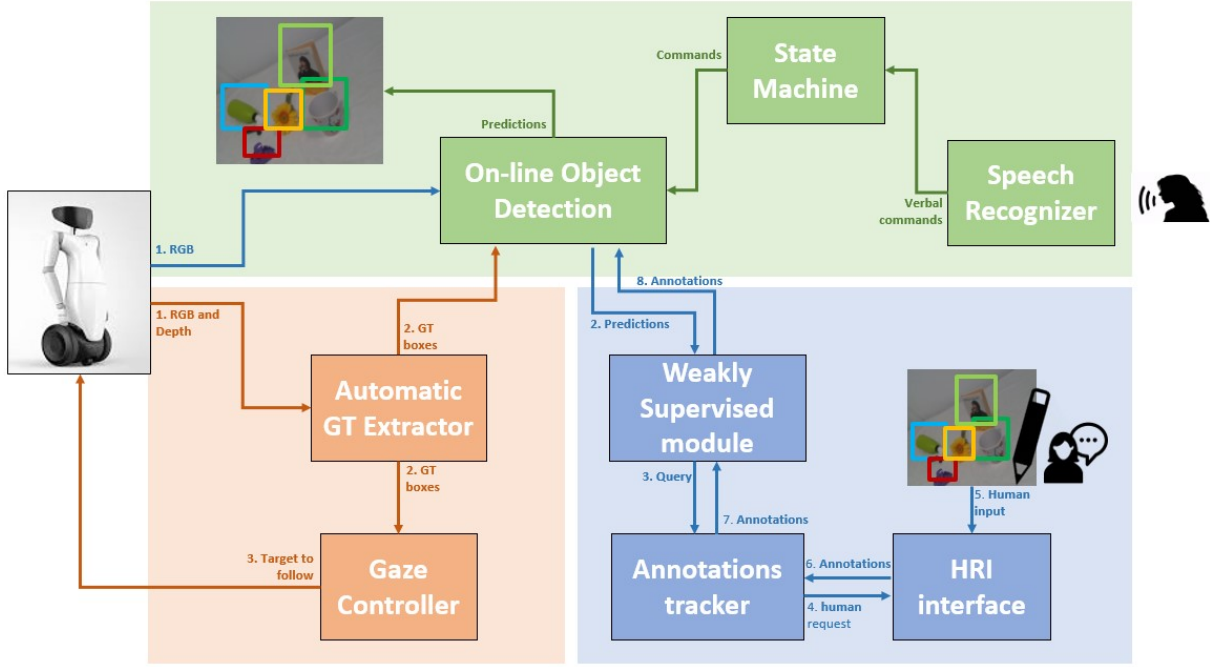 Commands
State
Machine
Predictions
On-line Object
Detection
Speech
Recognizer
Verbal
commands
1. RGB
1. RGB and
Depth
2. GT
boxes
8. Annotations
2. Predictions
Automatic
GT Extractor
Weakly
Supervised
module
2. GT
boxes
3. Query
7. Annotations
5. Human
input
3. Target to
follow
Gaze
Controller
Annotations
tracker
6. Annotations
4. human
request
HRI
interface